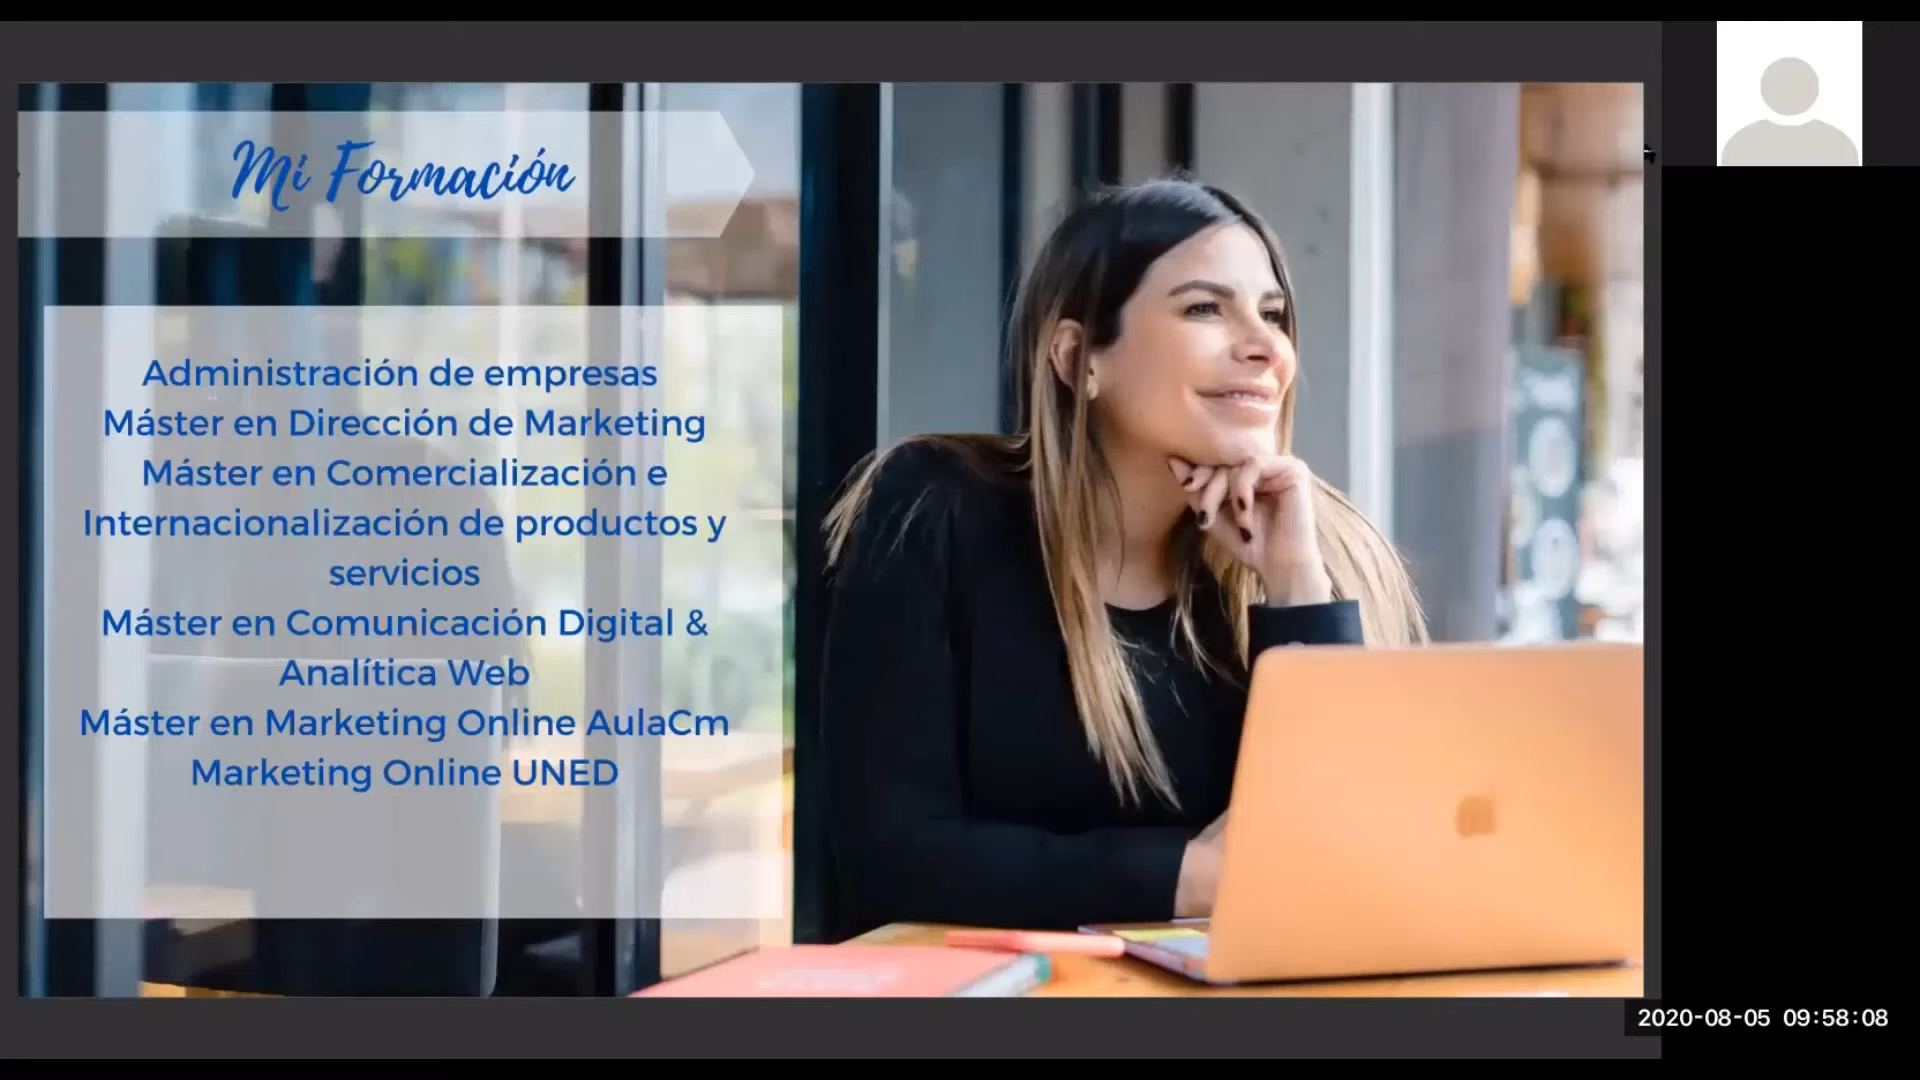 Mi Formación
Administración de empresas
Máster en Dirección de Marketing
Máster en Comercialización e
Internacionalización de productos y
servicios
Máster en Comunicación Digital &
Analítica Web
Máster en Marketing Online AulaCm
Marketing Online UNED
2020-08-05 09:58:08